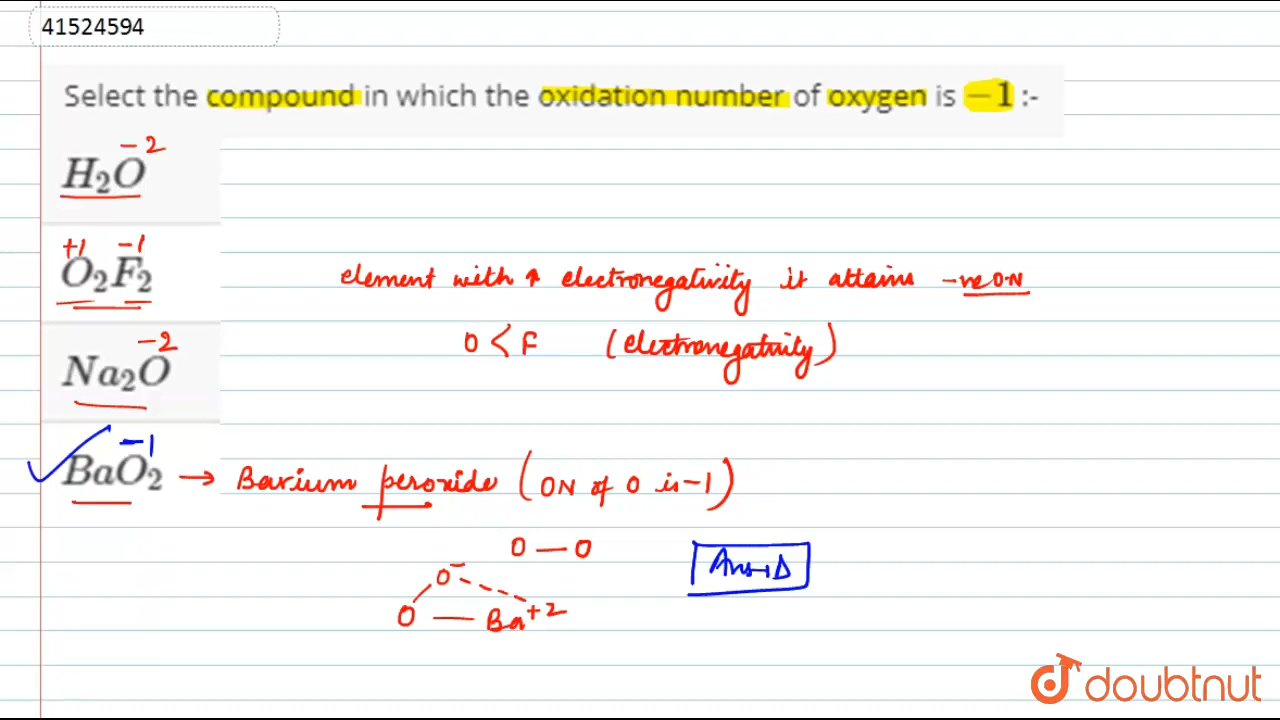 41524594
Select the compound in which the oxidation number of oxygen is −1 :-
−2
H₂O
+1 −1
O₂F₂
element with ↑ electronegativity it attains -ve O·N
O < F (electronegativity)
−2
Na₂O
−1
BaO₂ → Barium peroxide (ON of O is -1)
O — O
O⁻
O — Ba⁺²
Ans→D
doubtnut